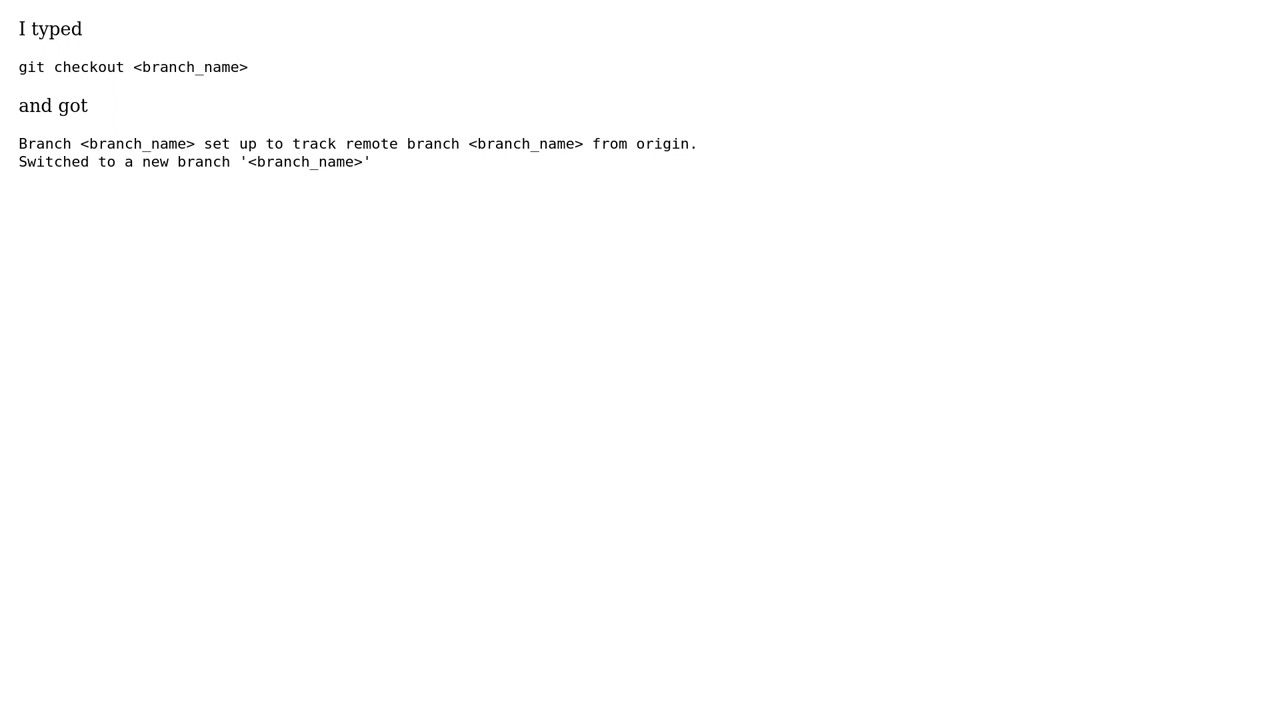 I typed
git checkout <branch_name>
and got
Branch <branch_name> set up to track remote branch <branch_name> from origin.
Switched to a new branch '<branch_name>'